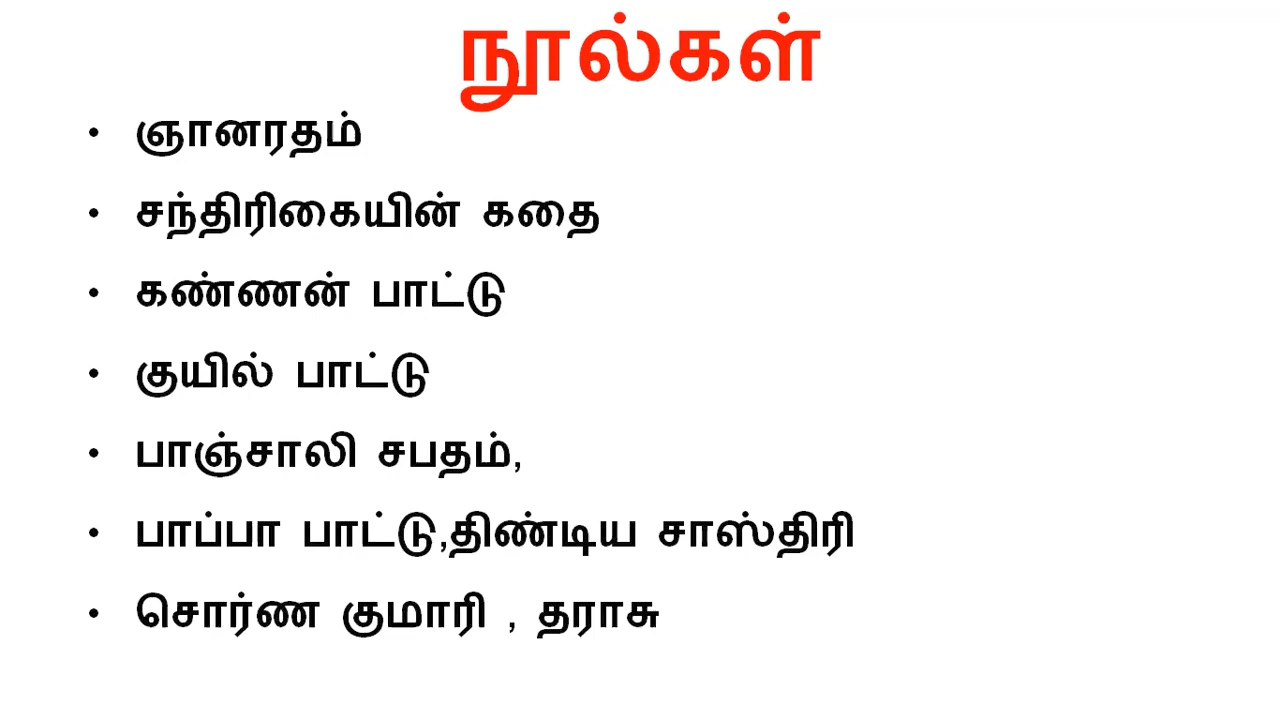 நூல்கள்
• ஞானரதம்
• சந்திரிகையின் கதை
• கண்ணன் பாட்டு
• குயில் பாட்டு
• பாஞ்சாலி சபதம்,
• பாப்பா பாட்டு,திண்டிய சாஸ்திரி
• சொர்ண குமாரி , தராசு